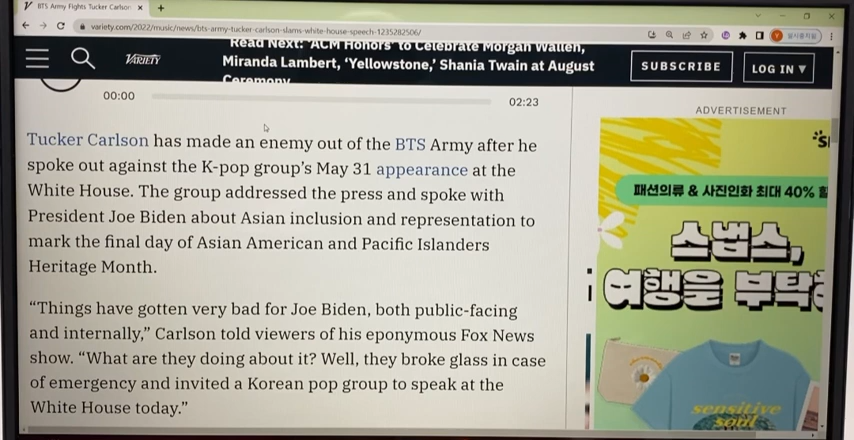 BTS Army Fights Tucker Carlson
variety.com/2022/music/news/bts-army-tucker-carlson-slams-white-house-speech-1235282506/
VARIETY
Read Next: 'ACM Honors' to Celebrate Morgan Wallen,
Miranda Lambert, 'Yellowstone,' Shania Twain at August
Ceremony
SUBSCRIBE
LOG IN
00:00
02:23
Tucker Carlson has made an enemy out of the BTS Army after he
spoke out against the K-pop group's May 31 appearance at the
White House. The group addressed the press and spoke with
President Joe Biden about Asian inclusion and representation to
mark the final day of Asian American and Pacific Islanders
Heritage Month.
“Things have gotten very bad for Joe Biden, both public-facing
and internally,” Carlson told viewers of his eponymous Fox News
show. “What are they doing about it? Well, they broke glass in case
of emergency and invited a Korean pop group to speak at the
White House today.”
ADVERTISEMENT
패션의류 & 사진인화 최대 40%
스냅스,
여행을 부탁
sensitive
soul